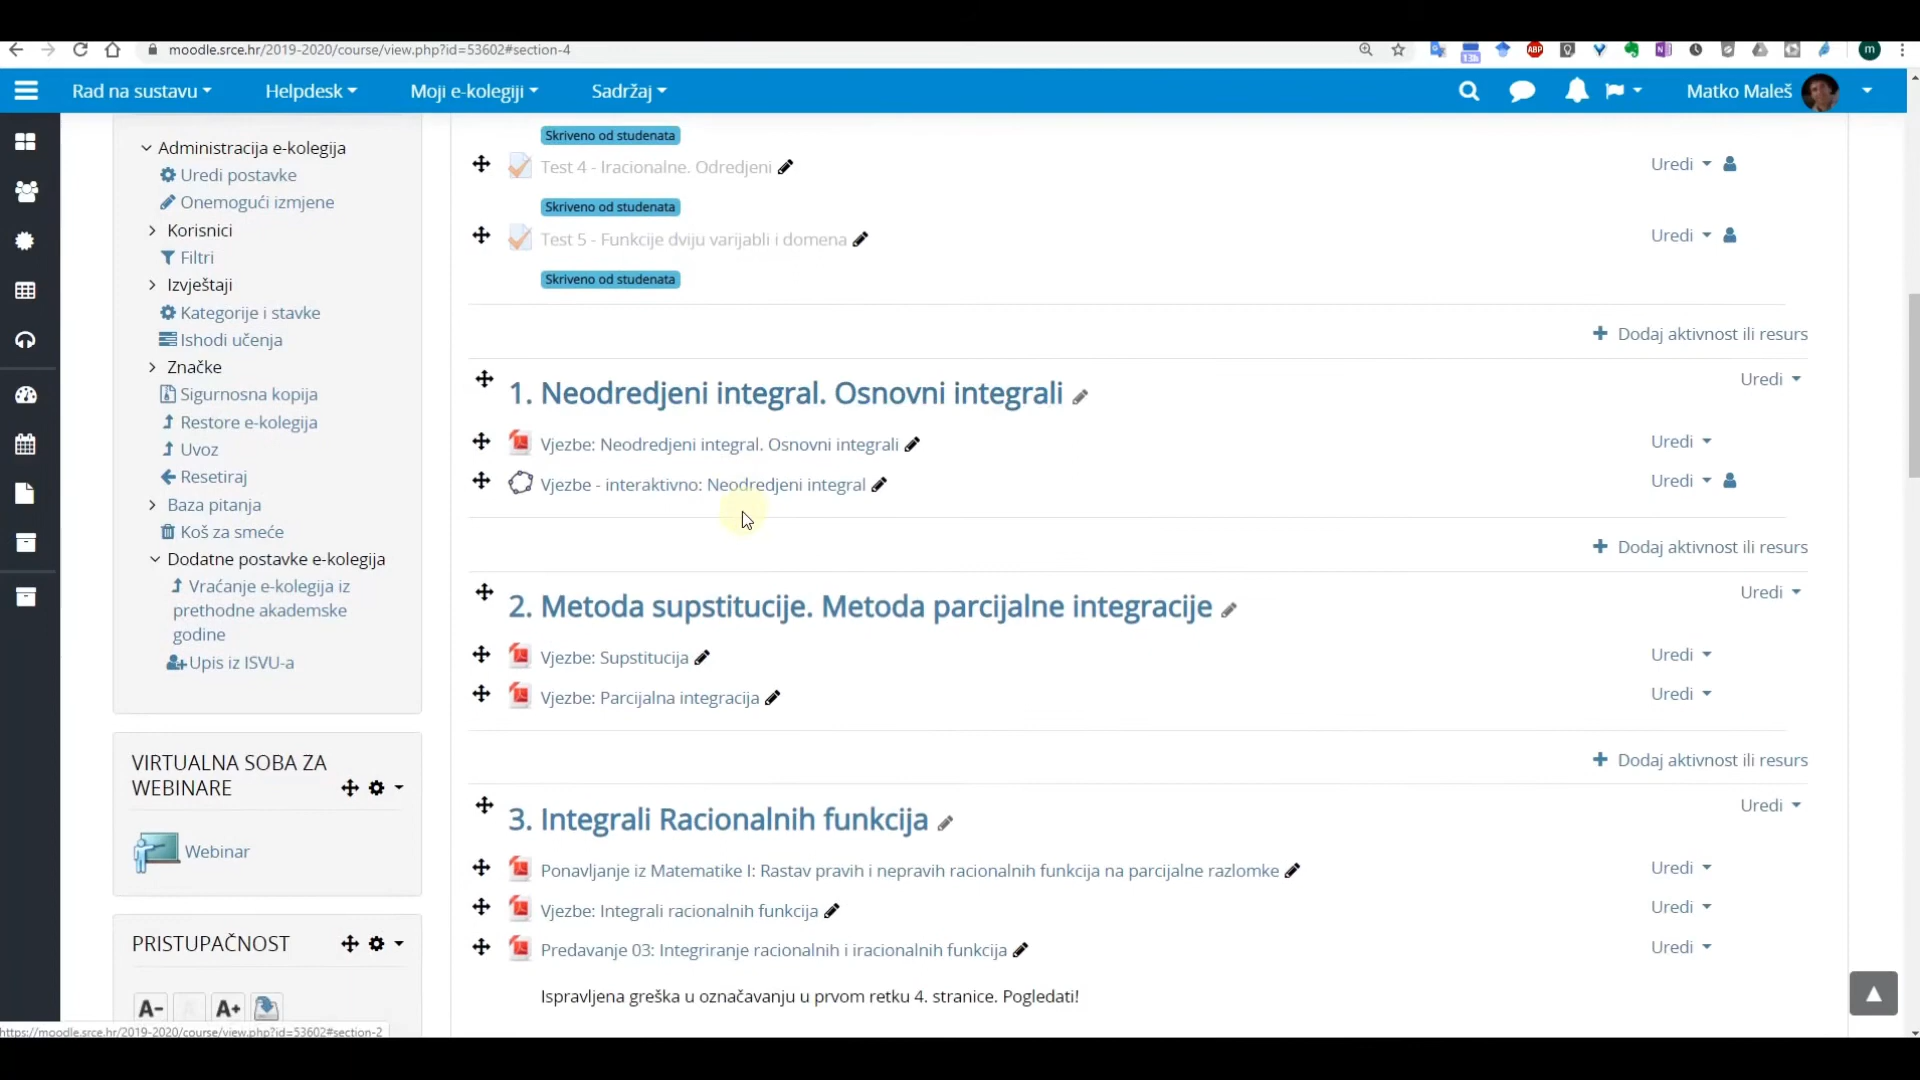 moodle.srce.hr/2019-2020/course/view.php?id=53602#section-4
Rad na sustavu
Helpdesk
Moji e-kolegiji
Sadržaj
Matko Maleš
Administracija e-kolegija
Uredi postavke
Onemogući izmjene
Korisnici
Filtri
Izvještaji
Kategorije i stavke
Ishodi učenja
Značke
Sigurnosna kopija
Restore e-kolegija
Uvoz
Resetiraj
Baza pitanja
Koš za smeće
Dodatne postavke e-kolegija
Vraćanje e-kolegija iz
prethodne akademske
godine
Upis iz ISVU-a
VIRTUALNA SOBA ZA
WEBINARE
Webinar
PRISTUPAČNOST
A-
A
A+
https://moodle.srce.hr/2019-2020/course/view.php?id=53602#section-2
Skriveno od studenata
Test 4 - Iracionalne. Odredjeni
Uredi
Skriveno od studenata
Test 5 - Funkcije dviju varijabli i domena
Uredi
Skriveno od studenata
Dodaj aktivnost ili resurs
1. Neodredjeni integral. Osnovni integrali
Uredi
Vjezbe: Neodredjeni integral. Osnovni integrali
Uredi
Vjezbe - interaktivno: Neodredjeni integral
Uredi
Dodaj aktivnost ili resurs
2. Metoda supstitucije. Metoda parcijalne integracije
Uredi
Vjezbe: Supstitucija
Uredi
Vjezbe: Parcijalna integracija
Uredi
Dodaj aktivnost ili resurs
3. Integrali Racionalnih funkcija
Uredi
Ponavljanje iz Matematike I: Rastav pravih i nepravih racionalnih funkcija na parcijalne razlomke
Uredi
Vjezbe: Integrali racionalnih funkcija
Uredi
Predavanje 03: Integriranje racionalnih i iracionalnih funkcija
Uredi
Ispravljena greška u označavanju u prvom retku 4. stranice. Pogledati!